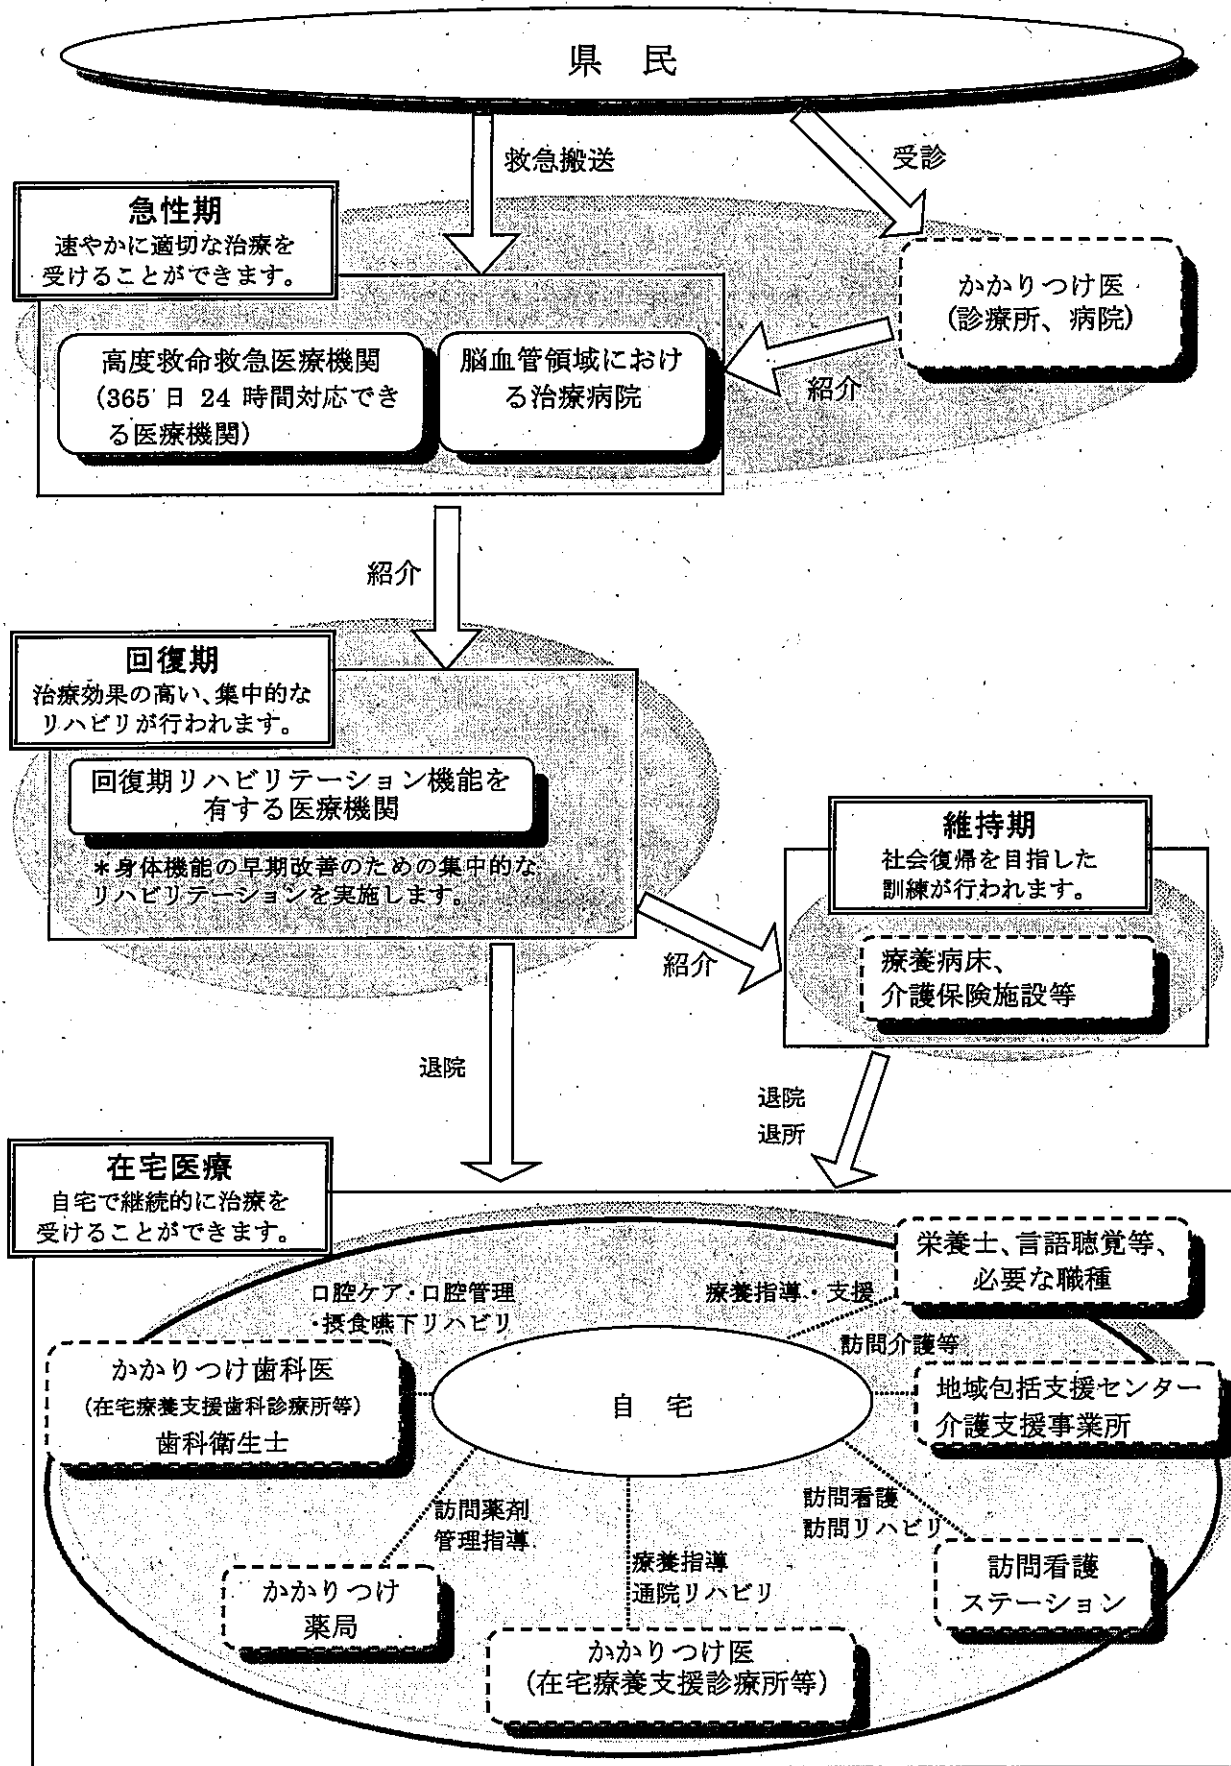 県 民
救急搬送
受診
急性期
速やかに適切な治療を
受けることができます。
かかりつけ医
(診療所、病院)
高度救命救急医療機関
(365日 24 時間対応でき
る医療機関)
脳血管領域におけ
る治療病院
紹介
紹介
回復期
治療効果の高い、集中的な
リハビリが行われます。
回復期リハビリテーション機能を
有する医療機関
＊身体機能の早期改善のための集中的な
リハビリテーションを実施します。
維持期
社会復帰を目指した
訓練が行われます。
紹介
療養病床、
介護保険施設等
退院
退院
退所
在宅医療
自宅で継続的に治療を
受けることができます。
栄養士、言語聴覚等、
必要な職種
口腔ケア・口腔管理
・摂食嚥下リハビリ
療養指導・支援
訪問介護等
かかりつけ歯科医
(在宅療養支援歯科診療所等)
歯科衛生士
自 宅
地域包括支援センター
介護支援事業所
訪問薬剤
管理指導
訪問看護
訪問リハビリ
療養指導
通院リハビリ
かかりつけ
薬局
訪問看護
ステーション
かかりつけ医
(在宅療養支援診療所等)